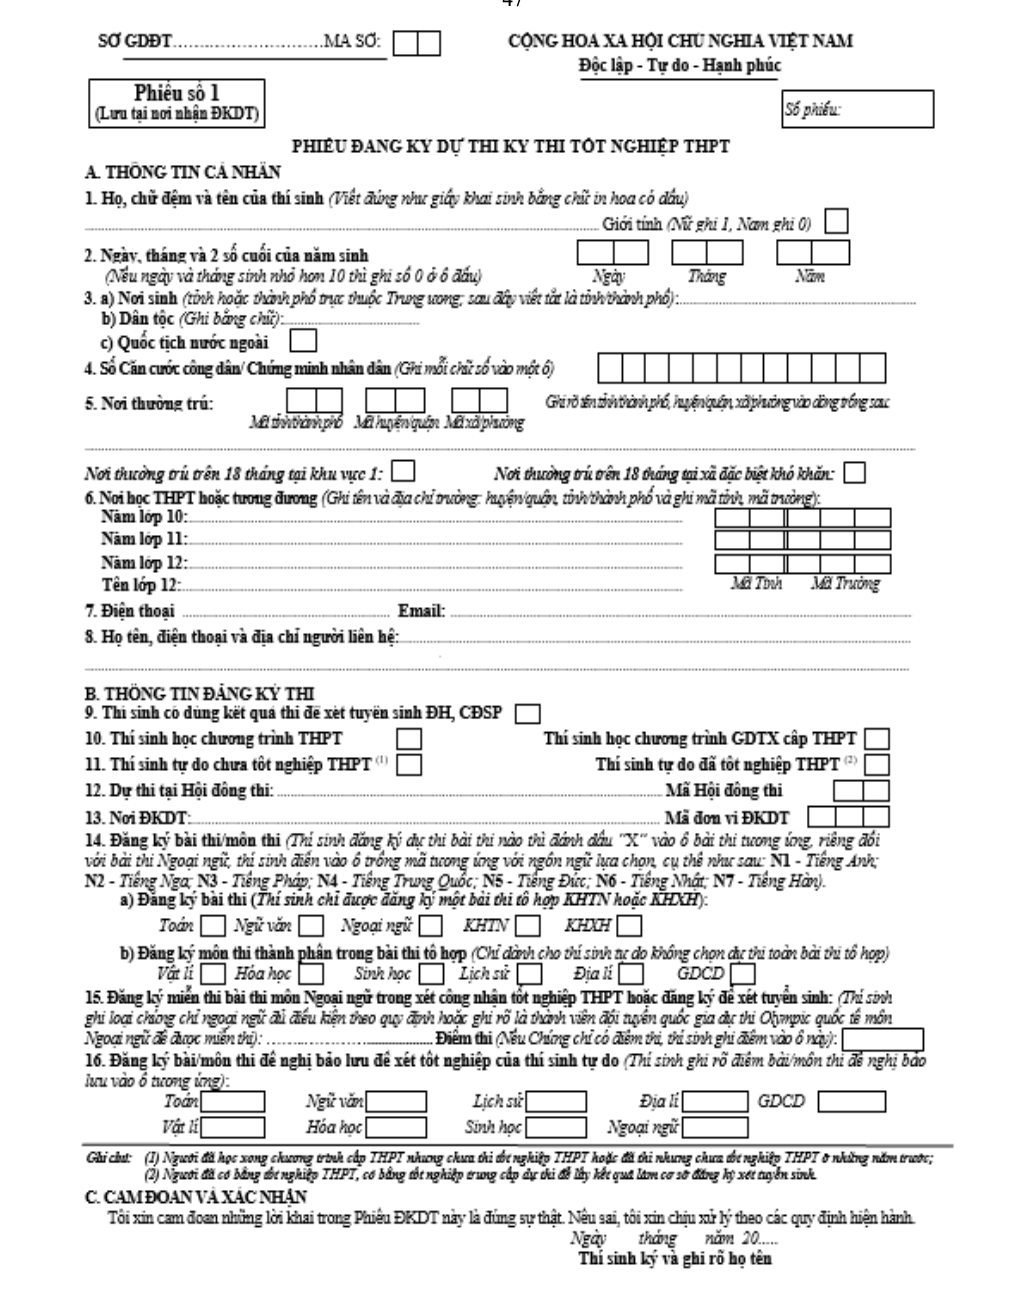 47
SỞ GDĐT................................MÃ SỞ:
CỘNG HÒA XÃ HỘI CHỦ NGHĨA VIỆT NAM
Độc lập - Tự do - Hạnh phúc
Phiếu số 1
(Lưu tại nơi nhận ĐKDT)
Số phiếu:
PHIẾU ĐĂNG KÝ DỰ THI KỲ THI TỐT NGHIỆP THPT
A. THÔNG TIN CÁ NHÂN
1. Họ, chữ đệm và tên của thí sinh (Viết đúng như giấy khai sinh bằng chữ in hoa có dấu)
.......................................................................... Giới tính (Nữ ghi 1, Nam ghi 0)
2. Ngày, tháng và 2 số cuối của năm sinh
(Nếu ngày và tháng sinh nhỏ hơn 10 thì ghi số 0 ở ô đầu) Ngày Tháng Năm
3. a) Nơi sinh (tỉnh hoặc thành phố trực thuộc Trung ương; sau đây viết tắt là tỉnh/thành phố):..............................
b) Dân tộc (Ghi bằng chữ):..............................
c) Quốc tịch nước ngoài
4. Số Căn cước công dân/ Chứng minh nhân dân (Ghi mỗi chữ số vào một ô)
5. Nơi thường trú: Ghi rõ tên tỉnh/thành phố, huyện/quận, xã/phường vào dòng trống sau:
Mã tỉnh/thành phố Mã huyện/quận Mã xã/phường
..........................................................................
Nơi thường trú trên 18 tháng tại khu vực 1: Nơi thường trú trên 18 tháng tại xã đặc biệt khó khăn:
6. Nơi học THPT hoặc tương đương (Ghi tên và địa chỉ trường: huyện/quận, tỉnh/thành phố và ghi mã tỉnh, mã trường):
Năm lớp 10:..............................
Năm lớp 11:..............................
Năm lớp 12:..............................
Tên lớp 12:.............................. Mã Tỉnh Mã Trường
7. Điện thoại .............................. Email: ..............................
8. Họ tên, điện thoại và địa chỉ người liên hệ:..............................
..........................................................................
B. THÔNG TIN ĐĂNG KÝ THI
9. Thí sinh có dùng kết quả thi để xét tuyển sinh ĐH, CĐSP
10. Thí sinh học chương trình THPT Thí sinh học chương trình GDTX cấp THPT
11. Thí sinh tự do chưa tốt nghiệp THPT (1) Thí sinh tự do đã tốt nghiệp THPT (2)
12. Dự thi tại Hội đồng thi: .............................. Mã Hội đồng thi
13. Nơi ĐKDT:.............................. Mã đơn vị ĐKDT
14. Đăng ký bài thi/môn thi (Thí sinh đăng ký dự thi bài thi nào thì đánh dấu "X" vào ô bài thi tương ứng, riêng đối
với bài thi Ngoại ngữ, thí sinh điền vào ô trống mã tương ứng với ngôn ngữ lựa chọn, cụ thể như sau: N1 - Tiếng Anh;
N2 - Tiếng Nga; N3 - Tiếng Pháp; N4 - Tiếng Trung Quốc; N5 - Tiếng Đức; N6 - Tiếng Nhật; N7 - Tiếng Hàn).
a) Đăng ký bài thi (Thí sinh chỉ được đăng ký một bài thi tổ hợp KHTN hoặc KHXH):
Toán Ngữ văn Ngoại ngữ KHTN KHXH
b) Đăng ký môn thi thành phần trong bài thi tổ hợp (Chỉ dành cho thí sinh tự do không chọn dự thi toàn bài thi tổ hợp)
Vật lí Hóa học Sinh học Lịch sử Địa lí GDCD
15. Đăng ký miễn thi bài thi môn Ngoại ngữ trong xét công nhận tốt nghiệp THPT hoặc đăng ký để xét tuyển sinh: (Thí sinh
ghi loại chứng chỉ ngoại ngữ đủ điều kiện theo quy định hoặc ghi rõ là thành viên đội tuyển quốc gia dự thi Olympic quốc tế môn
Ngoại ngữ để được miễn thi): .............................. Điểm thi (Nếu Chứng chỉ có điểm thi, thí sinh ghi điểm vào ô này):
16. Đăng ký bài/môn thi đề nghị bảo lưu để xét tốt nghiệp của thí sinh tự do (Thí sinh ghi rõ điểm bài/môn thi đề nghị bảo
lưu vào ô tương ứng):
Toán Ngữ văn Lịch sử Địa lí GDCD
Vật lí Hóa học Sinh học Ngoại ngữ
Ghi chú: (1) Người đã học xong chương trình cấp THPT nhưng chưa thi tốt nghiệp THPT hoặc đã thi nhưng chưa tốt nghiệp THPT ở những năm trước;
(2) Người đã có bằng tốt nghiệp THPT, có bằng tốt nghiệp trung cấp dự thi để lấy kết quả làm cơ sở đăng ký xét tuyển sinh.
C. CAM ĐOAN VÀ XÁC NHẬN
Tôi xin cam đoan những lời khai trong Phiếu ĐKDT này là đúng sự thật. Nếu sai, tôi xin chịu xử lý theo các quy định hiện hành.
Ngày tháng năm 20.....
Thí sinh ký và ghi rõ họ tên